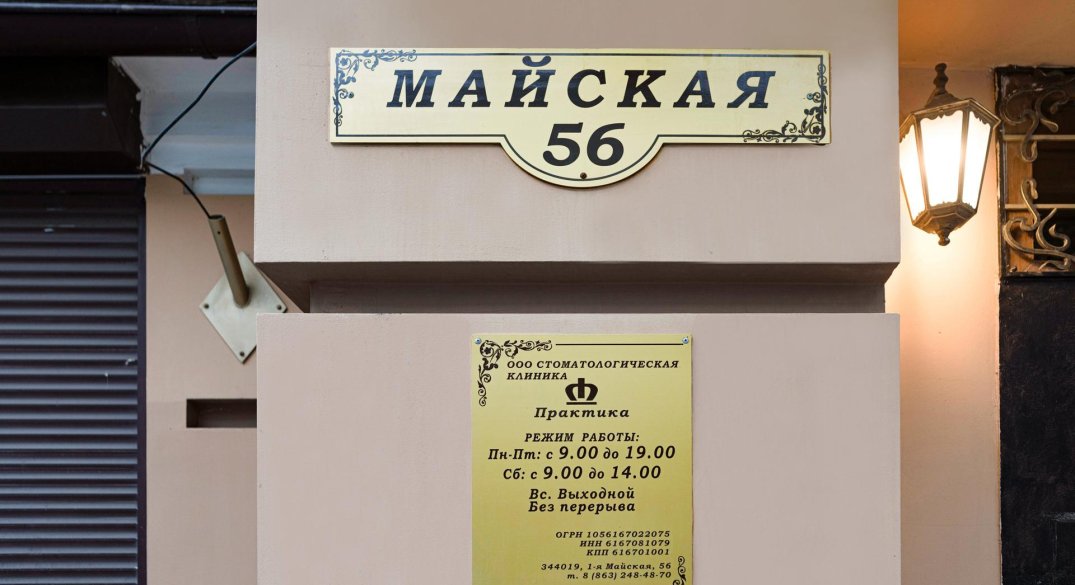 МАЙСКАЯ
56
ООО СТОМАТОЛОГИЧЕСКАЯ
КЛИНИКА
Практика
РЕЖИМ РАБОТЫ:
Пн-Пт: с 9.00 до 19.00
Сб: с 9.00 до 14.00
Вс. Выходной
Без перерыва
ОГРН 1056167022075
ИНН 6167081079
КПП 616701001
344019, 1-я Майская, 56
т. 8 (863) 248-48-70